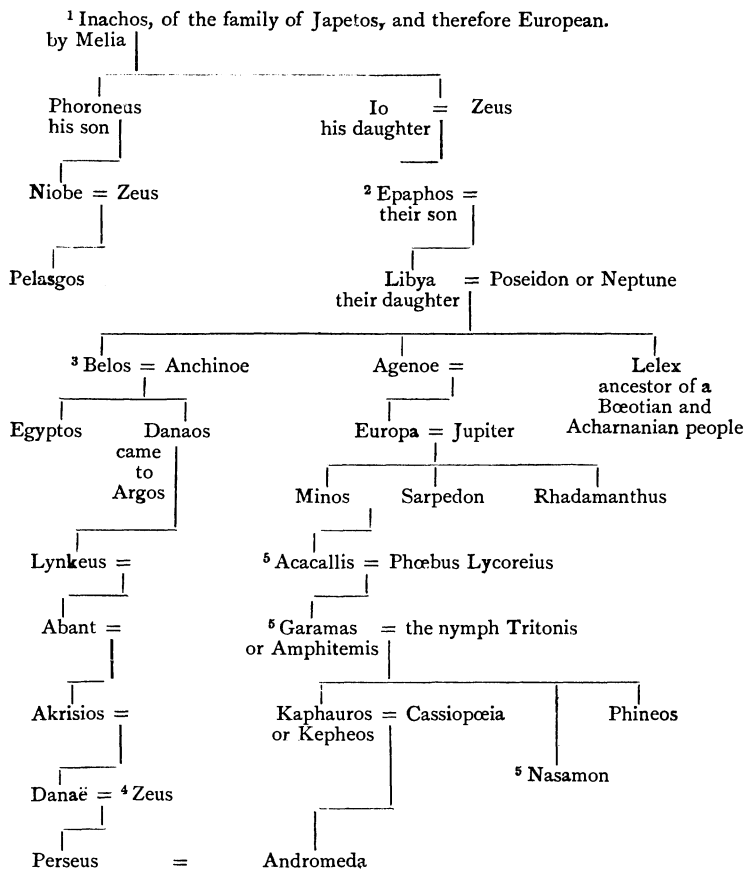 1 Inachos, of the family of Japetos, and therefore European.
by Melia
Phoroneus Io = Zeus
his son his daughter
Niobe = Zeus 2 Epaphos =
their son
Pelasgos Libya = Poseidon or Neptune
their daughter
3 Belos = Anchinoe Agenoe = Lelex
ancestor of a
Bœotian and
Acharnanian people
Egyptos Danaos Europa = Jupiter
came
to
Argos Minos Sarpedon Rhadamanthus
Lynkeus = 5 Acacallis = Phœbus Lycoreius
Abant = 5 Garamas = the nymph Tritonis
or Amphitemis
Akrisios = Kaphauros = Cassiopœia Phineos
or Kepheos
5 Nasamon
Danaë = 4 Zeus
Perseus = Andromeda